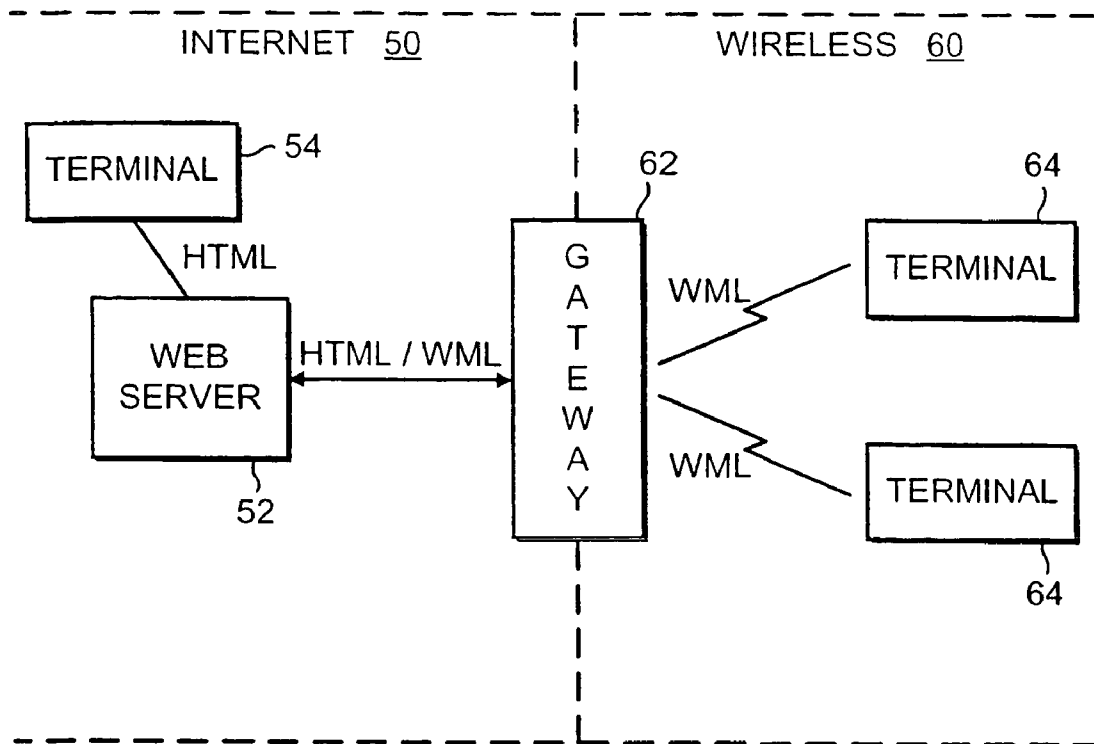 INTERNET 50
WIRELESS 60
TERMINAL
54
HTML
WEB
SERVER
52
HTML / WML
62
GATEWAY
WML
WML
64
TERMINAL
TERMINAL
64